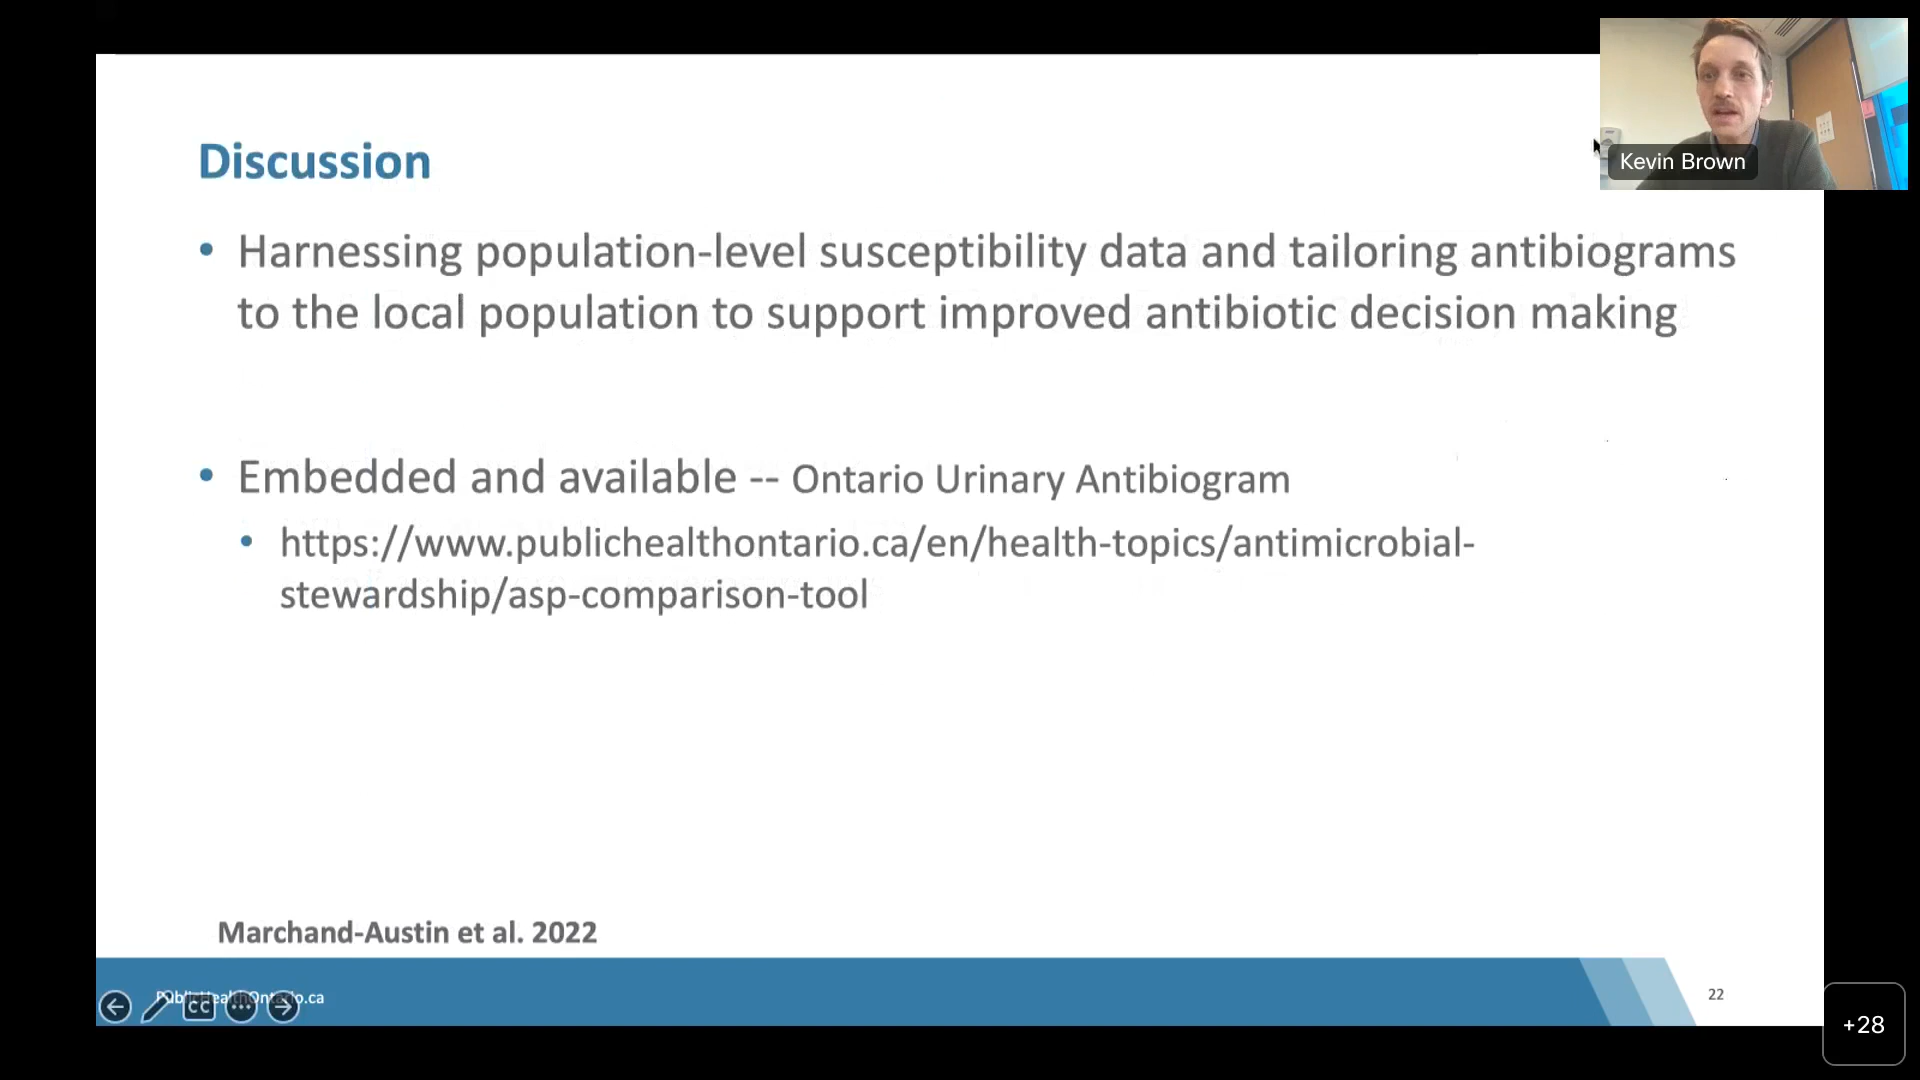 Discussion
• Harnessing population-level susceptibility data and tailoring antibiograms
to the local population to support improved antibiotic decision making
• Embedded and available -- Ontario Urinary Antibiogram
• https://www.publichealthontario.ca/en/health-topics/antimicrobial-
stewardship/asp-comparison-tool
Marchand-Austin et al. 2022
PublicHealthOntario.ca
CC
22
Kevin Brown
+28